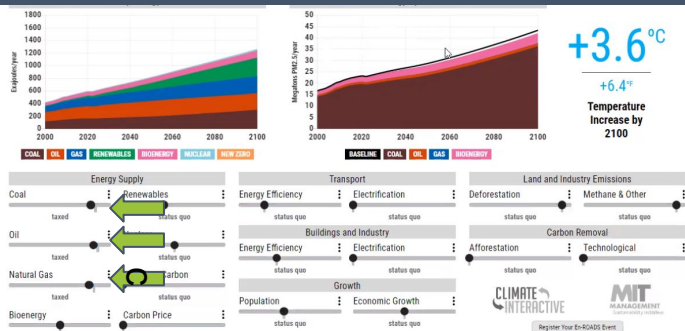 1800
1600
1400
1200
1000
800
600
400
200
0
Exajoules/year
2000 2020 2040 2060 2080 2100
COAL OIL GAS RENEWABLES BIOENERGY NUCLEAR NEW ZERO
50
45
40
35
30
25
20
15
10
5
0
Megatons PM2.5/year
2000 2020 2040 2060 2080 2100
BASELINE COAL OIL GAS BIOENERGY
+3.6°C
+6.4°F
Temperature
Increase by
2100
Energy Supply
Coal Renewables
taxed status quo
Oil
taxed status quo
Natural Gas C arbon
taxed status quo
Bioenergy Carbon Price
Transport
Energy Efficiency Electrification
status quo status quo
Buildings and Industry
Energy Efficiency Electrification
status quo status quo
Growth
Population Economic Growth
status quo status quo
Land and Industry Emissions
Deforestation Methane & Other
status quo status quo
Carbon Removal
Afforestation Technological
status quo status quo
CLIMATE
INTERACTIVE
MIT
MANAGEMENT
Sustainability Initiative
Register Your En-ROADS Event